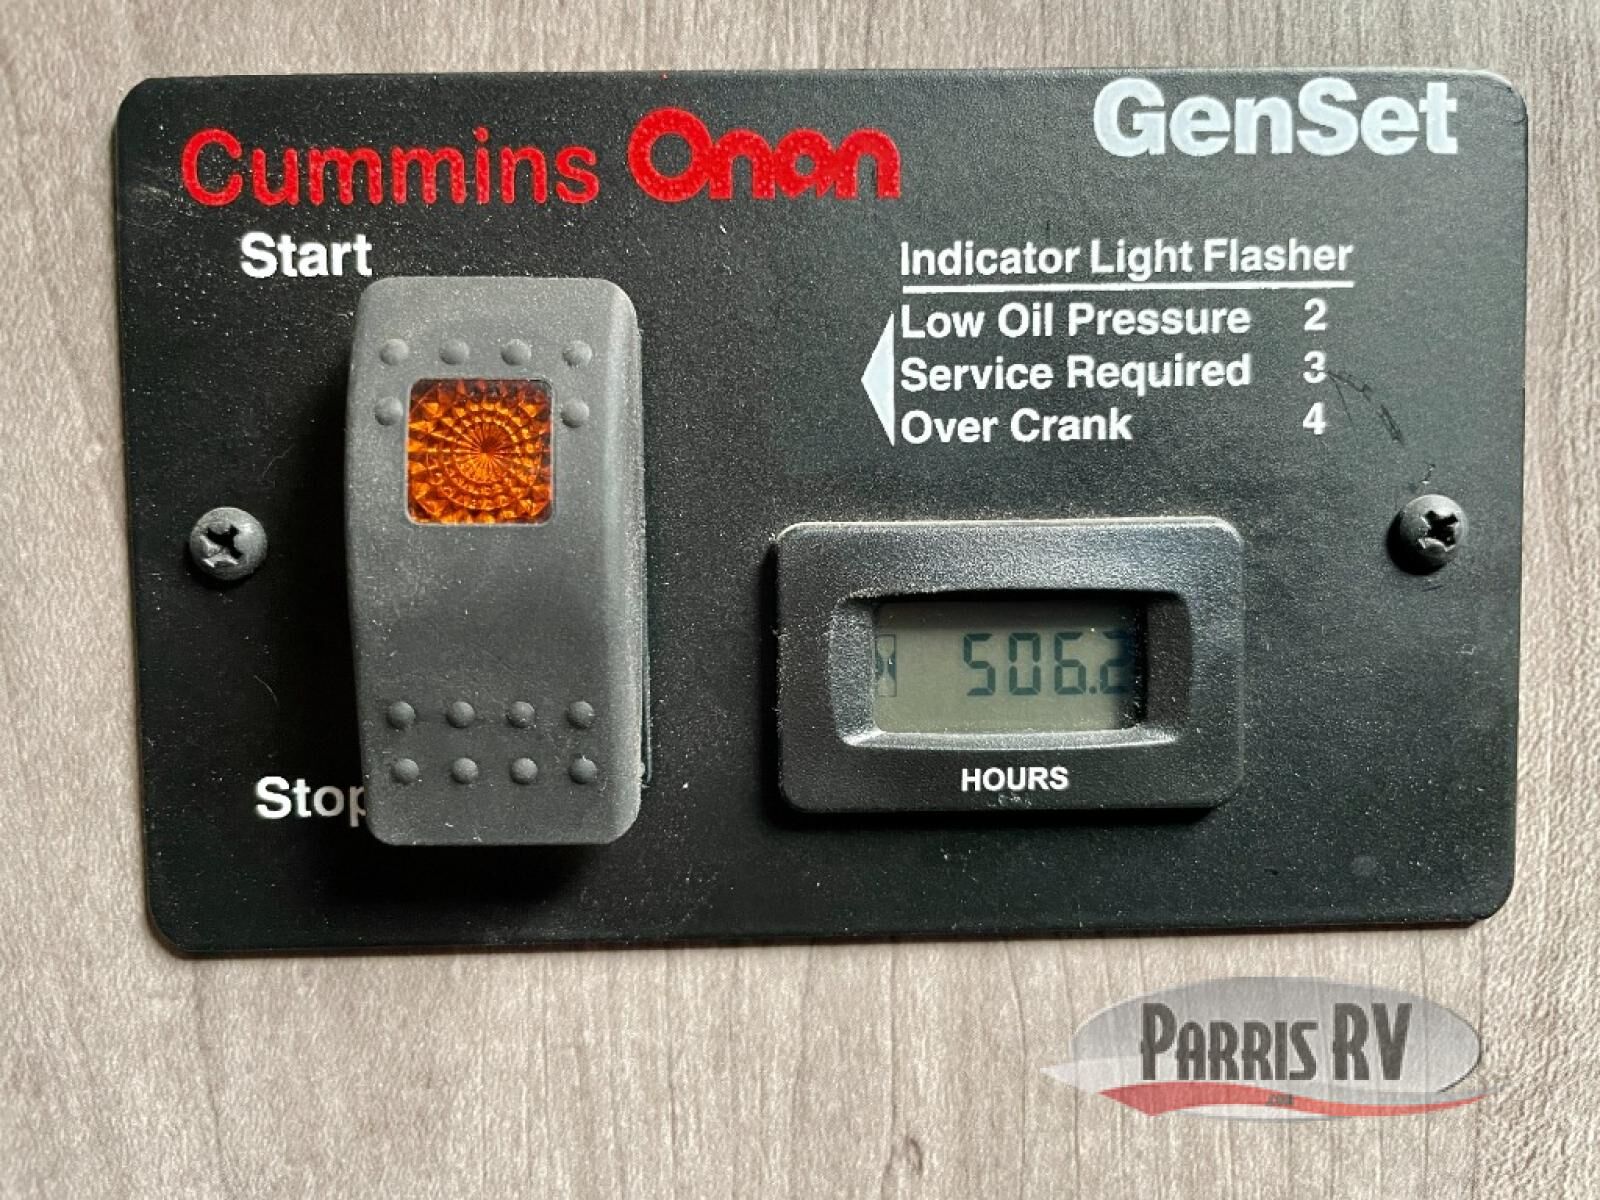 Cummins Onan
GenSet
Start
Indicator Light Flasher
Low Oil Pressure 2
Service Required 3
Over Crank 4
506.2
HOURS
Stop
PARRIS RV
.com